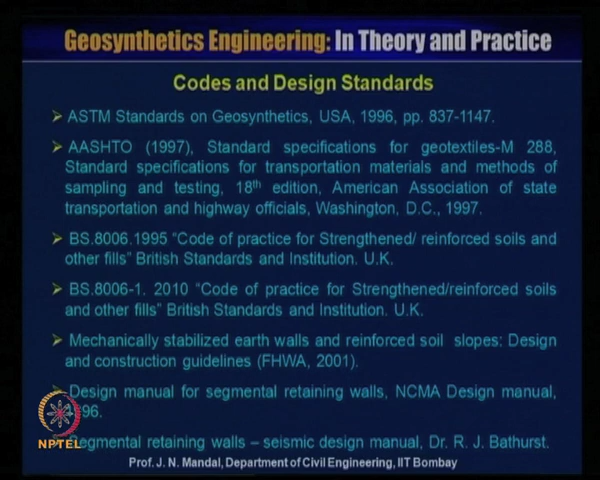 Geosynthetics Engineering: In Theory and Practice
Codes and Design Standards
➢ ASTM Standards on Geosynthetics, USA, 1996, pp. 837-1147.
➢ AASHTO (1997), Standard specifications for geotextiles-M 288,
Standard specifications for transportation materials and methods of
sampling and testing, 18th edition, American Association of state
transportation and highway officials, Washington, D.C., 1997.
➢ BS.8006.1995 “Code of practice for Strengthened/ reinforced soils and
other fills” British Standards and Institution. U.K.
➢ BS.8006-1. 2010 “Code of practice for Strengthened/reinforced soils
and other fills” British Standards and Institution. U.K.
➢ Mechanically stabilized earth walls and reinforced soil slopes: Design
and construction guidelines (FHWA, 2001).
➢ Design manual for segmental retaining walls, NCMA Design manual,
96.
➢ Segmental retaining walls – seismic design manual, Dr. R. J. Bathurst.
NPTEL
Prof. J. N. Mandal, Department of Civil Engineering, IIT Bombay